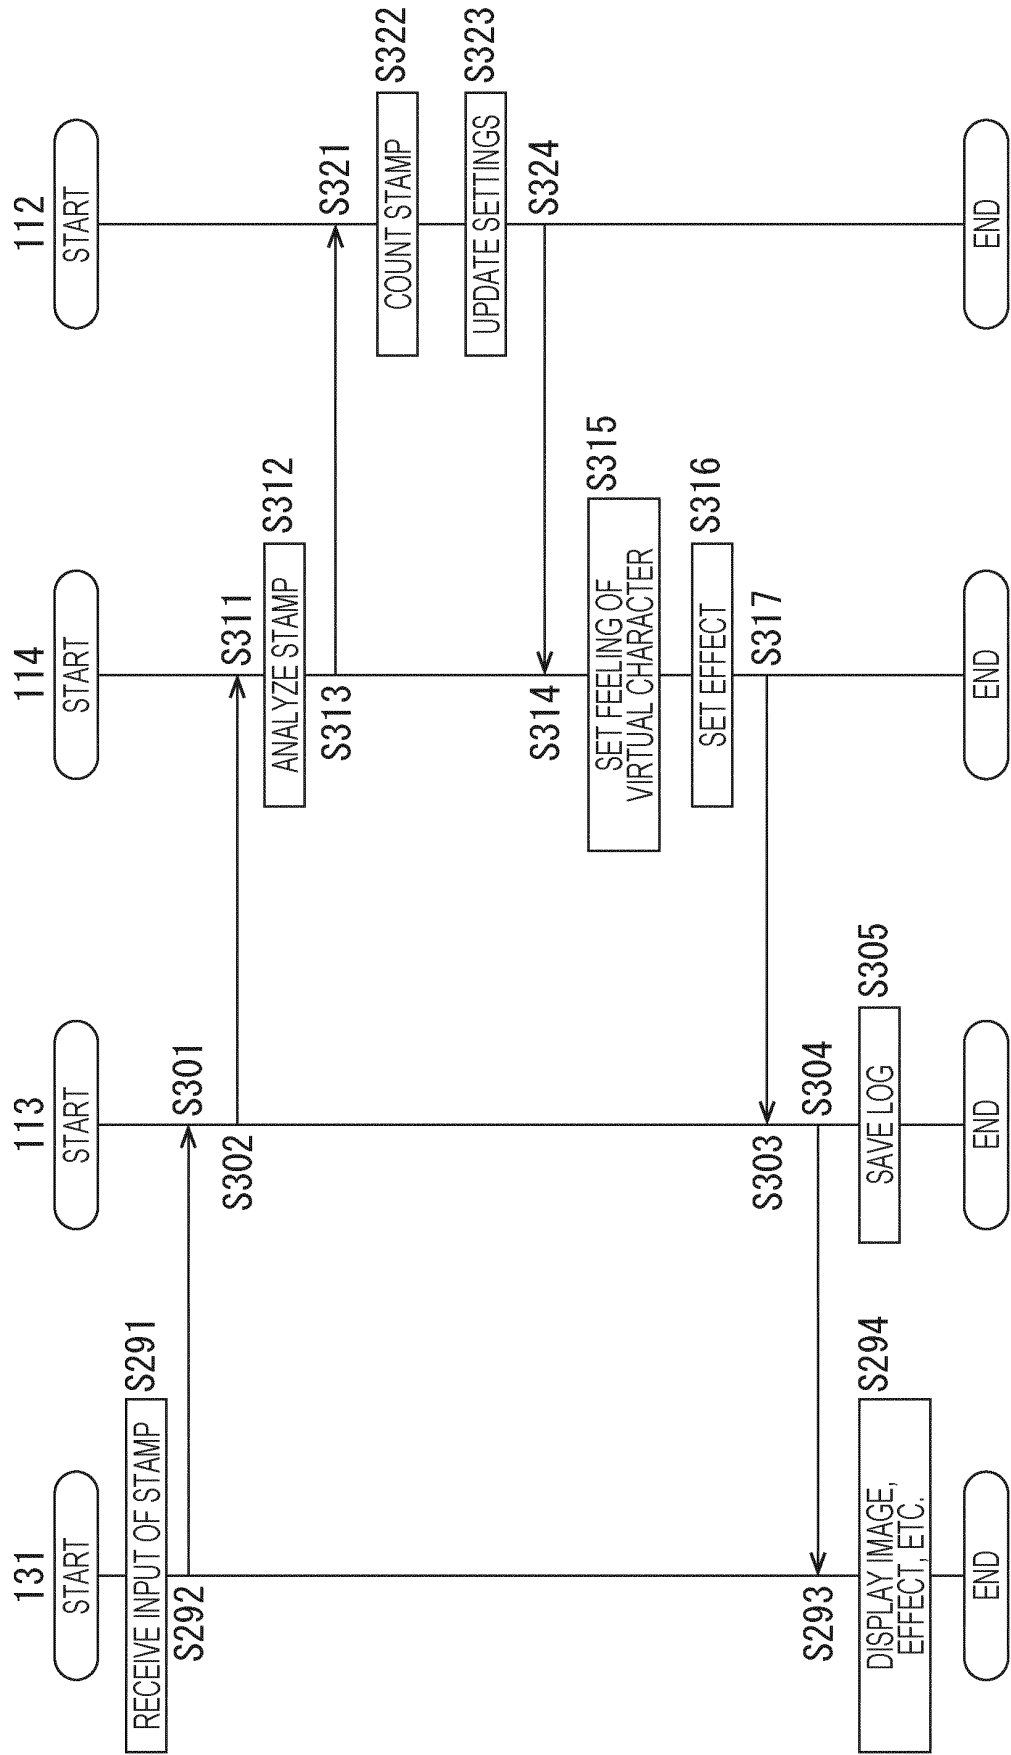 131
113
114
112
START
START
START
START
RECEIVE INPUT OF STAMP
S291
S292
S301
S302
S311
ANALYZE STAMP
S312
S313
S321
COUNT STAMP
S322
UPDATE SETTINGS
S323
S314
S324
SET FEELING OF
VIRTUAL CHARACTER
S315
SET EFFECT
S316
S303
S317
S293
S304
DISPLAY IMAGE,
EFFECT, ETC.
S294
SAVE LOG
S305
END
END
END
END